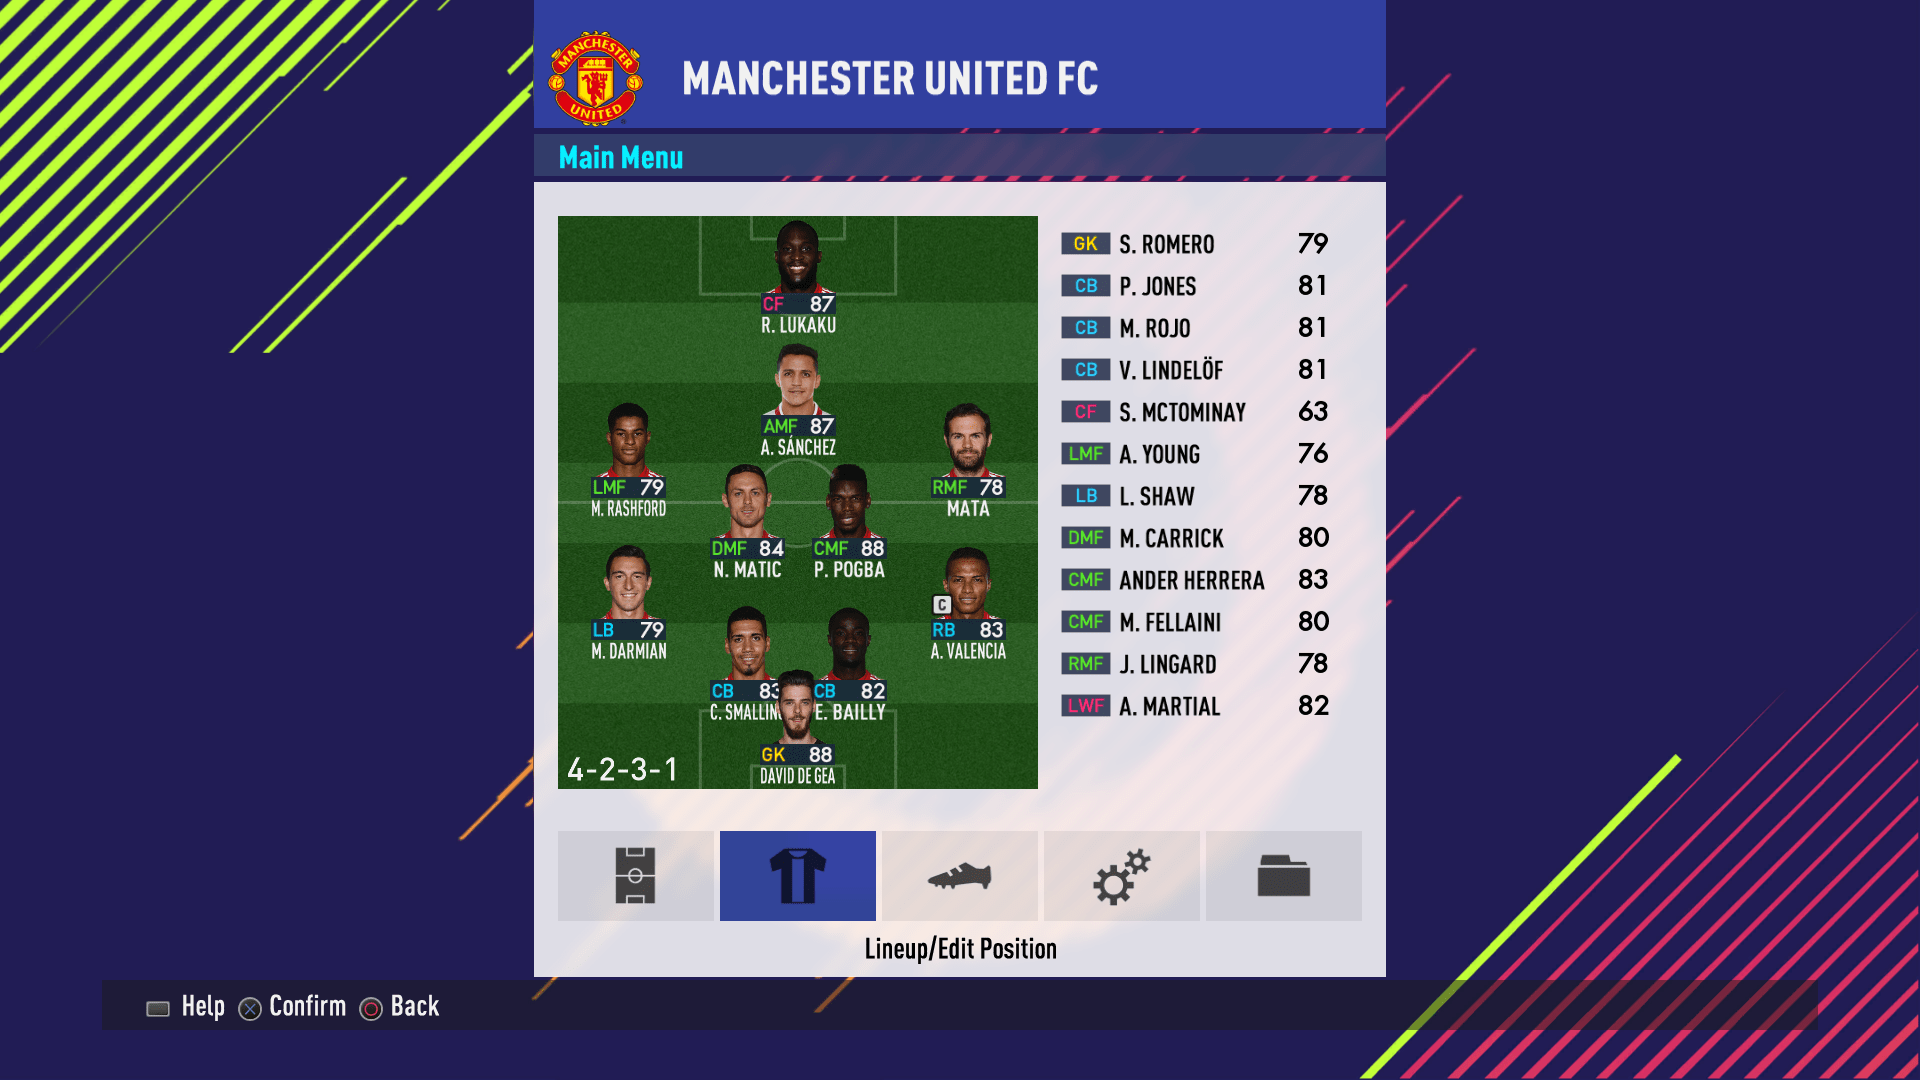 MANCHESTER
UNITED
MANCHESTER UNITED FC
Main Menu
CF 87
R. LUKAKU
AMF 87
A. SÁNCHEZ
LMF 79
M. RASHFORD
RMF 78
MATA
DMF 84
N. MATIC
CMF 88
P. POGBA
LB 79
M. DARMIAN
C
RB 83
A. VALENCIA
CB 83
C. SMALLING
CB 82
E. BAILLY
GK 88
DAVID DE GEA
4-2-3-1
GK S. ROMERO 79
CB P. JONES 81
CB M. ROJO 81
CB V. LINDELÖF 81
CF S. MCTOMINAY 63
LMF A. YOUNG 76
LB L. SHAW 78
DMF M. CARRICK 80
CMF ANDER HERRERA 83
CMF M. FELLAINI 80
RMF J. LINGARD 78
LWF A. MARTIAL 82
Lineup/Edit Position
Help Confirm Back